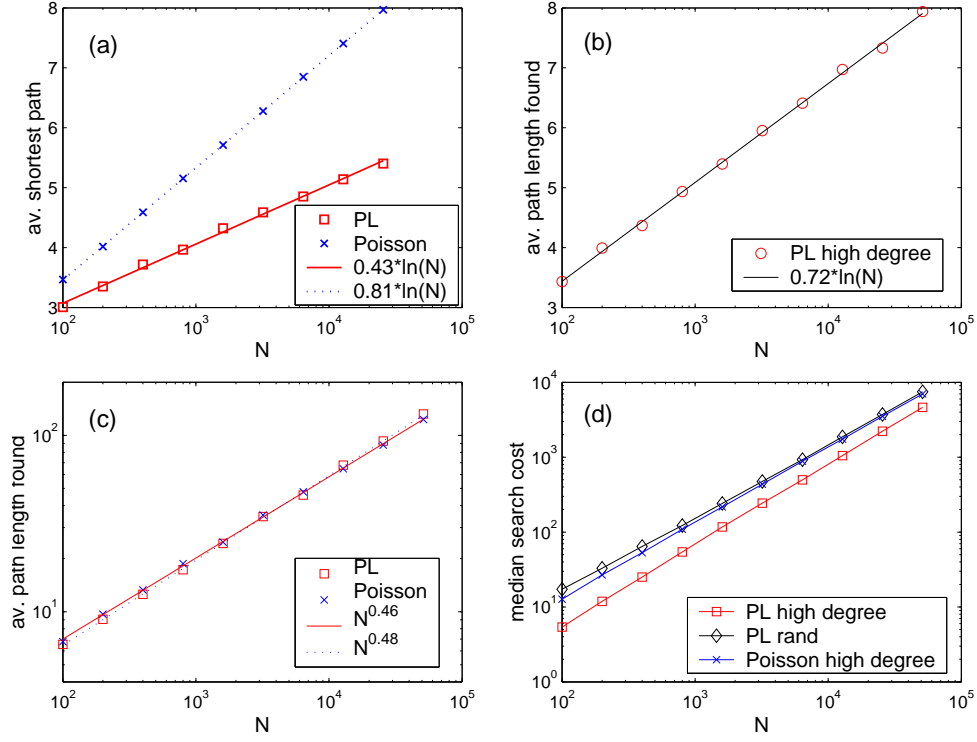 (a)
av. shortest path
8
7
6
5
4
3
10^2
10^3
10^4
10^5
N
PL
Poisson
0.43*ln(N)
0.81*ln(N)
(b)
av. path length found
8
7
6
5
4
3
10^2
10^3
10^4
10^5
N
PL high degree
0.72*ln(N)
(c)
av. path length round
10^2
10^1
10^2
10^3
10^4
10^5
N
PL
Poisson
N^0.46
N^0.48
(d)
median search cost
10^4
10^3
10^2
10^1
10^0
10^2
10^3
10^4
10^5
N
PL high degree
PL rand
Poisson high degree